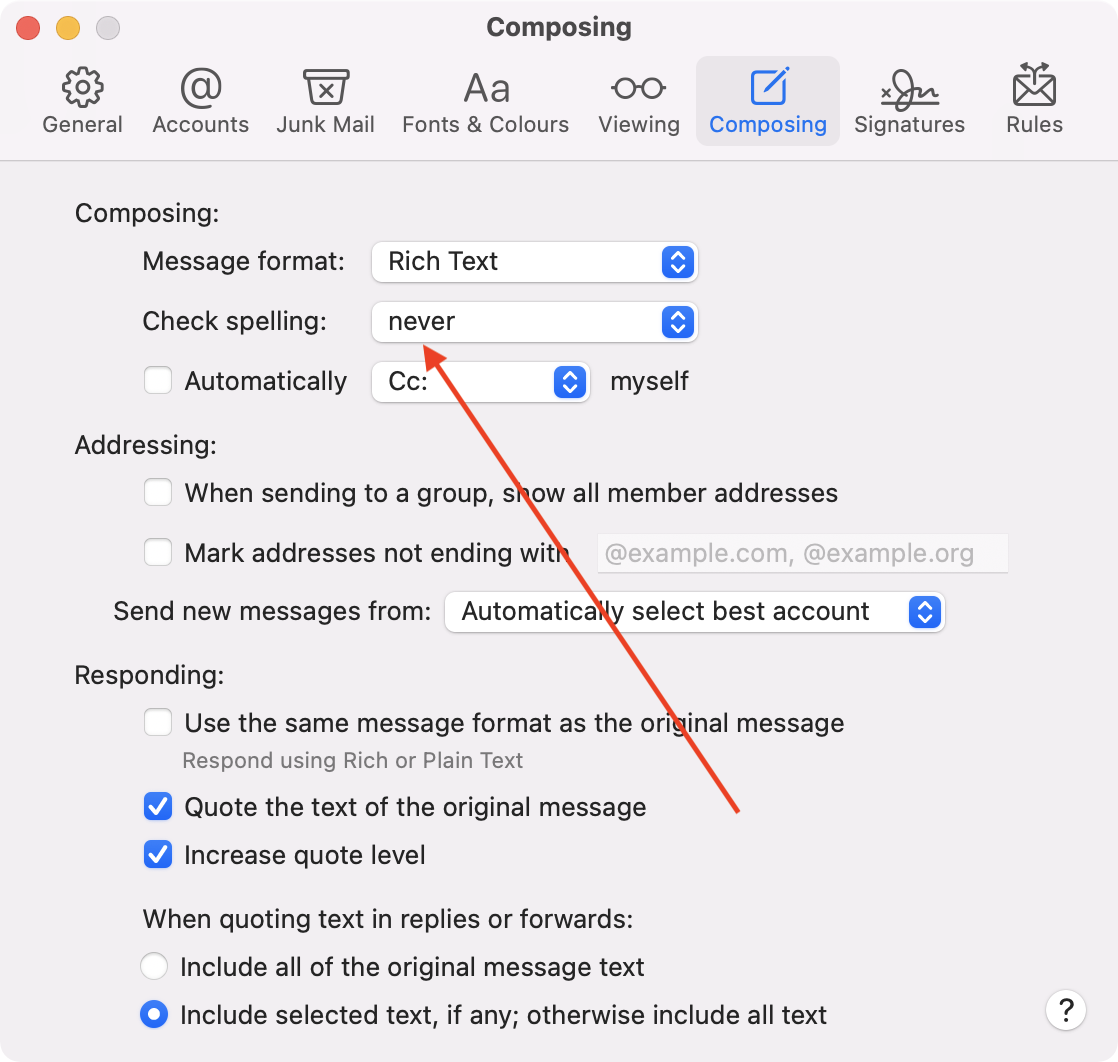 Composing
General Accounts Junk Mail Fonts & Colours Viewing Composing Signatures Rules
Composing:
Message format: Rich Text
Check spelling: never
Automatically Cc: myself
Addressing:
When sending to a group, show all member addresses
Mark addresses not ending with @example.com, @example.org
Send new messages from: Automatically select best account
Responding:
Use the same message format as the original message
Respond using Rich or Plain Text
Quote the text of the original message
Increase quote level
When quoting text in replies or forwards:
Include all of the original message text
Include selected text, if any; otherwise include all text
?